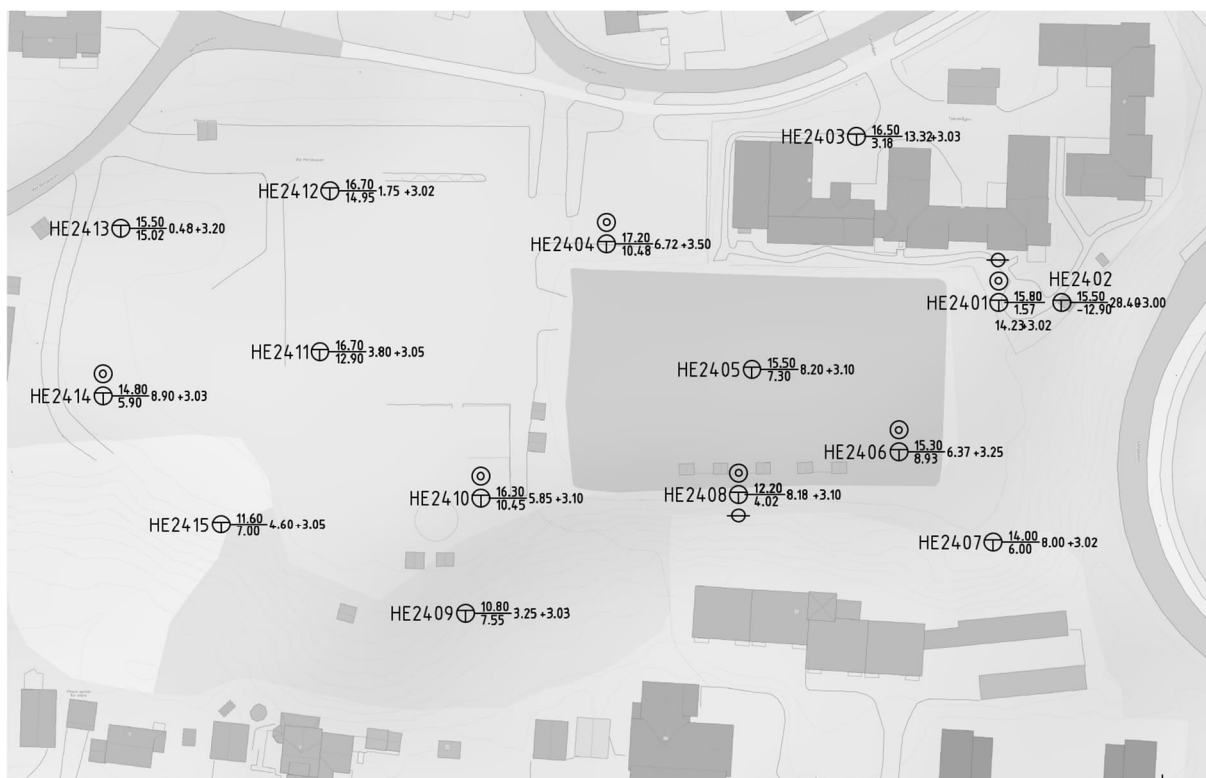 HE2403 16.50 13.32+3.03
3.18
HE2412 16.70 1.75 +3.02
14.95
HE2413 15.50 0.48+3.20
15.02
HE2404 17.20 6.72 +3.50
10.48
HE2402
HE2401 15.80
1.57
14.23+3.02
15.50 28.40+3.00
-12.90
HE2411 16.70 3.80 +3.05
12.90
HE2405 15.50 8.20 +3.10
7.30
HE2414 14.80 8.90 +3.03
5.90
HE2406 15.30 6.37 +3.25
8.93
HE2410 16.30 5.85 +3.10
10.45
HE2408 12.20 8.18 +3.10
4.02
HE2415 11.60 4.60 +3.05
7.00
HE2407 14.00 8.00 +3.02
6.00
HE2409 10.80 3.25 +3.03
7.55